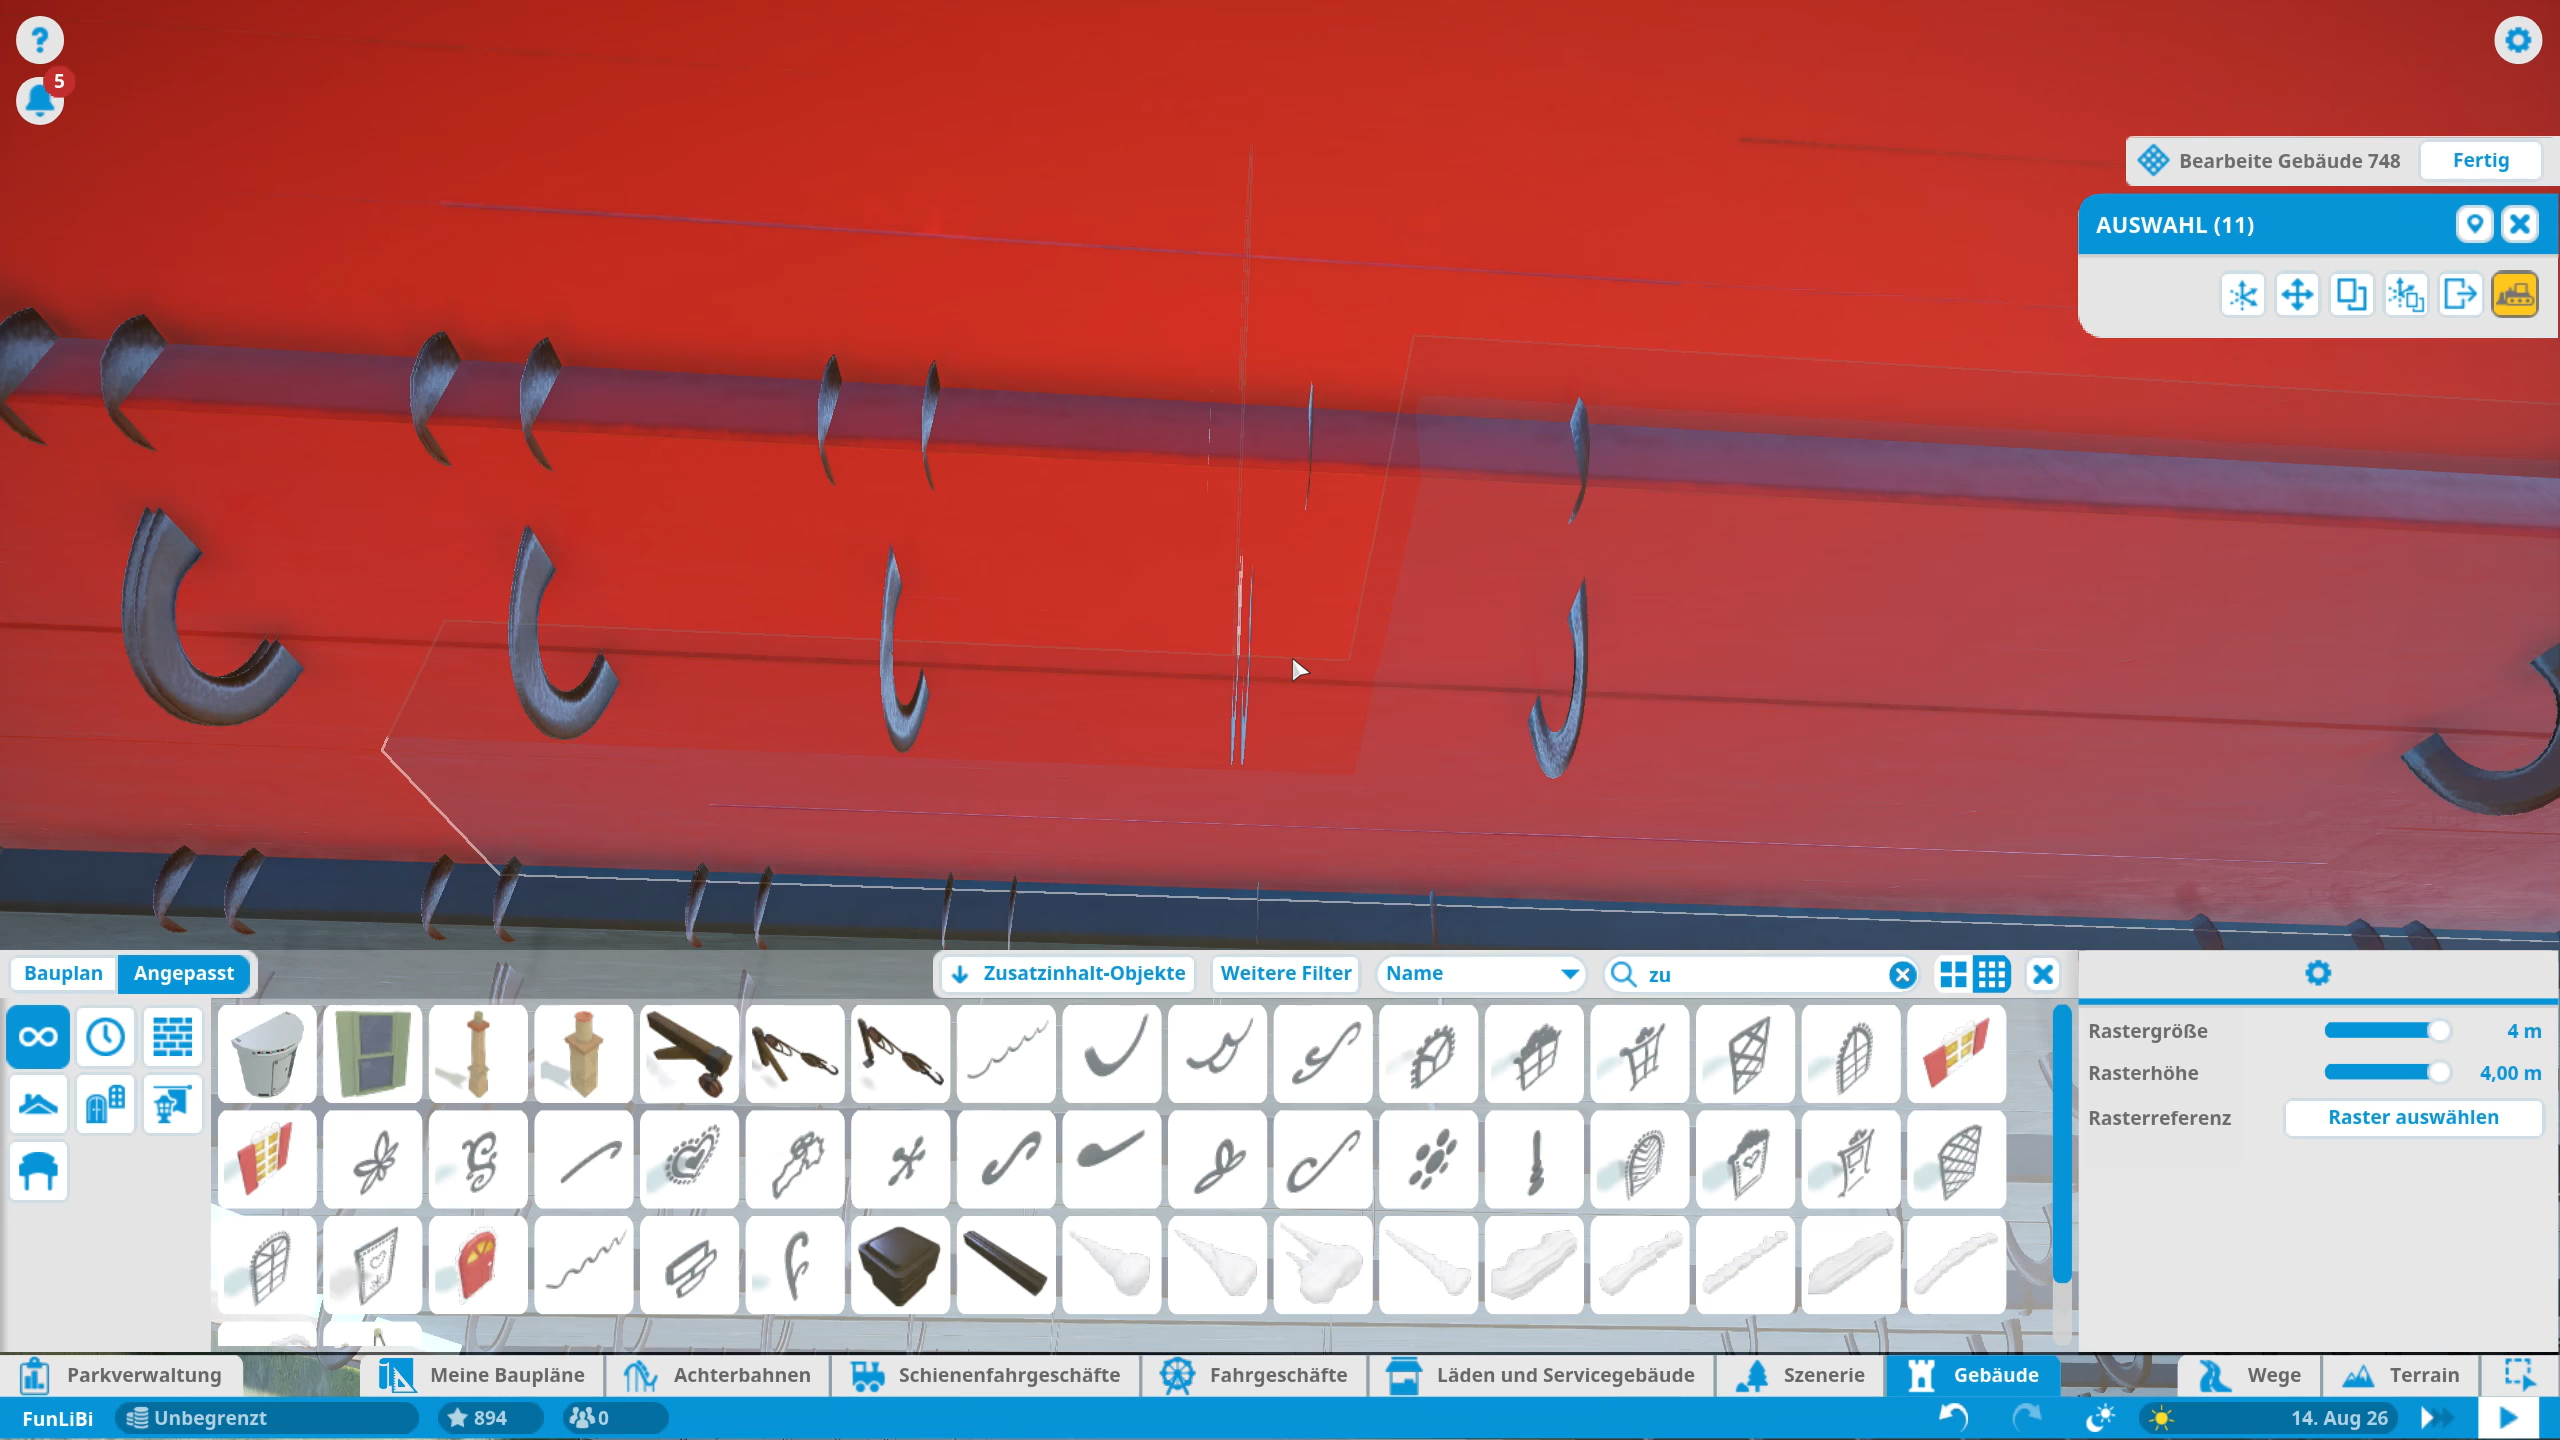 ?
5
Bearbeite Gebäude 748
Fertig
AUSWAHL (11)
Bauplan
Angepasst
Zusatzinhalt-Objekte
Weitere Filter
Name
zu
Rastergröße
4 m
Rasterhöhe
4,00 m
Rasterreferenz
Raster auswählen
Parkverwaltung
Meine Baupläne
Achterbahnen
Schienenfahrgeschäfte
Fahrgeschäfte
Läden und Servicegebäude
Szenerie
Gebäude
Wege
Terrain
FunLiBi
Unbegrenzt
894
0
14. Aug 26